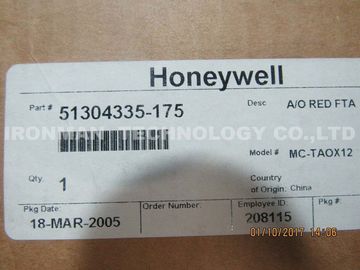 Honeywell
Part # 51304335-175 Desc A/O RED FTA
IRONMAN TECHNOLOGY CO.,LTD
Model # MC-TAOX12
Qty. 1 Country of Origin: China
Pkg Date: Order Number: Employee ID Pkg #
18-MAR-2005 208115
01/10/2017 14:06